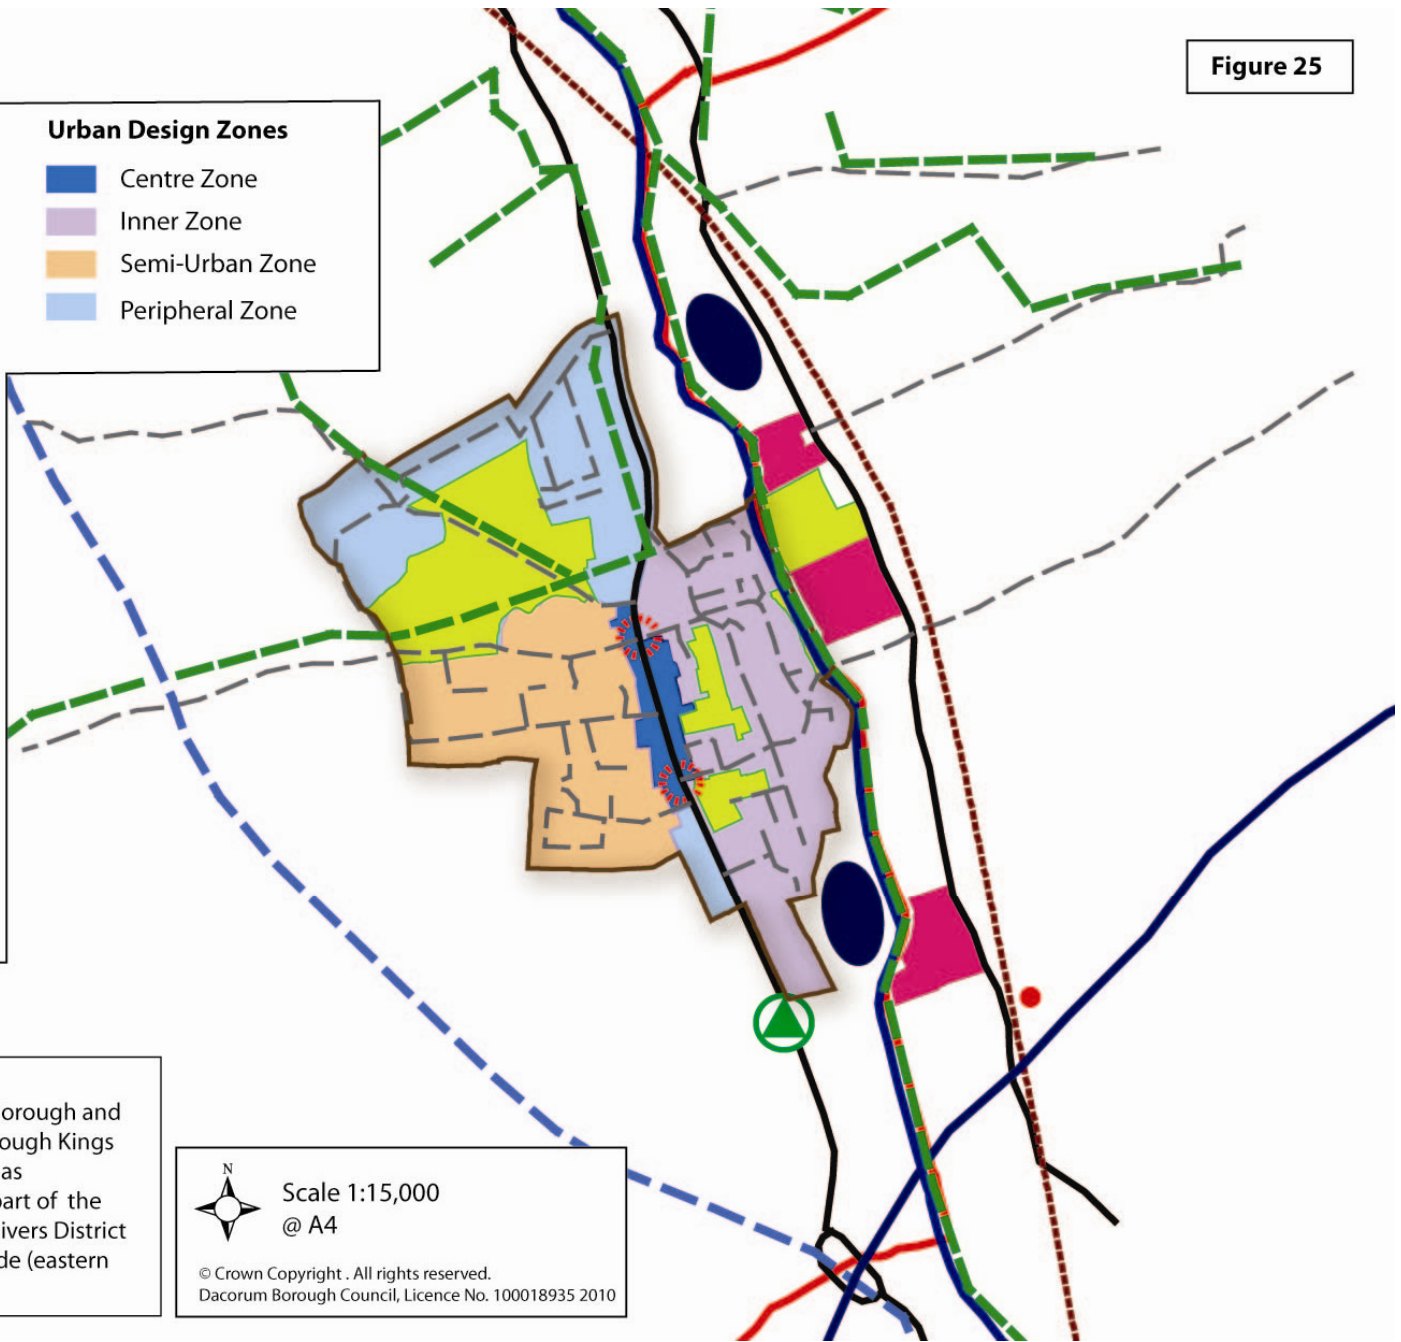 Figure 25
Urban Design Zones
Centre Zone
Inner Zone
Semi-Urban Zone
Peripheral Zone
orough and
ough Kings
as
part of the
ivers District
de (eastern
N
Scale 1:15,000
@ A4
© Crown Copyright . All rights reserved.
Dacorum Borough Council, Licence No. 100018935 2010